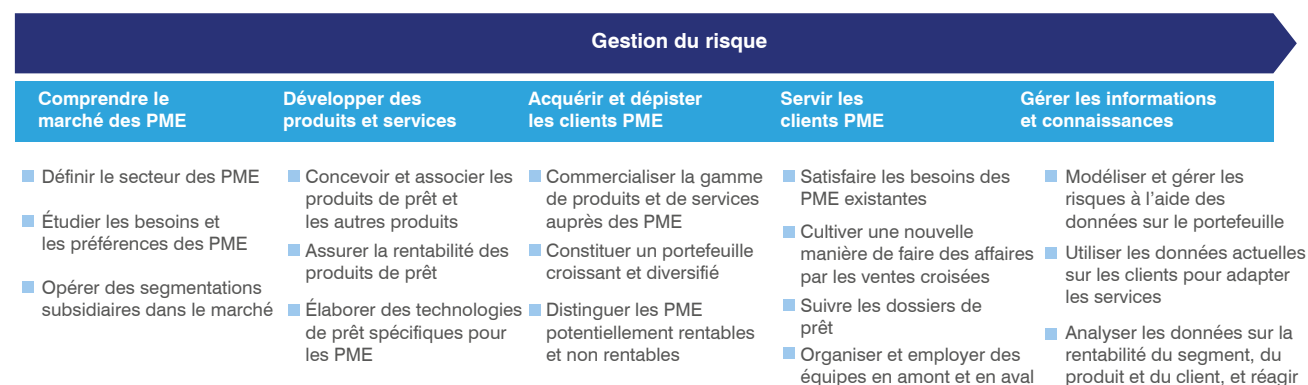 Gestion du risque
Comprendre le
marché des PME
Définir le secteur des PME
Étudier les besoins et
les préférences des PME
Opérer des segmentations
subsidiaires dans le marché
Développer des
produits et services
Concevoir et associer les
produits de prêt et
les autres produits
Assurer la rentabilité des
produits de prêt
Élaborer des technologies
de prêt spécifiques pour
les PME
Acquérir et dépister
les clients PME
Commercialiser la gamme
de produits et de services
auprès des PME
Constituer un portefeuille
croissant et diversifié
Distinguer les PME
potentiellement rentables
et non rentables
Servir les
clients PME
Satisfaire les besoins des
PME existantes
Cultiver une nouvelle
manière de faire des affaires
par les ventes croisées
Suivre les dossiers de
prêt
Organiser et employer des
équipes en amont et en aval
Gérer les informations
et connaissances
Modéliser et gérer les
risques à l’aide des
données sur le portefeuille
Utiliser les données actuelles
sur les clients pour adapter
les services
Analyser les données sur la
rentabilité du segment, du
produit et du client, et réagir